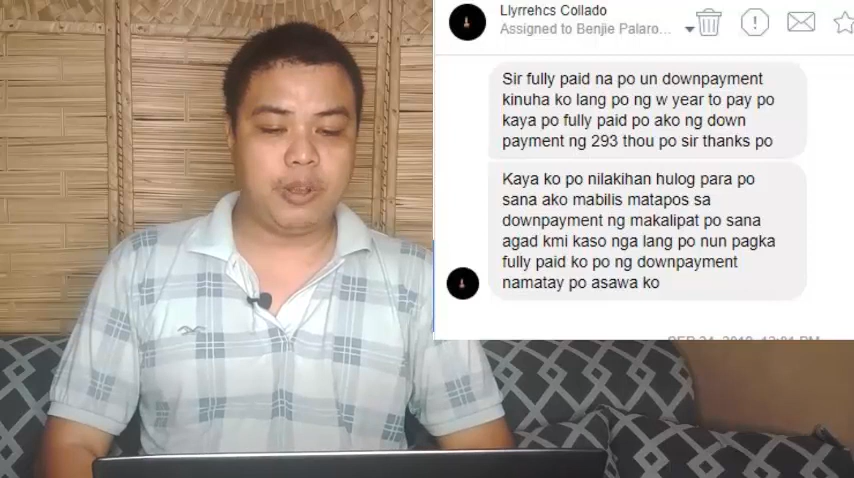 Llyrrehcs Collado
Assigned to Benjie Palaro...
Sir fully paid na po un downpayment
kinuha ko lang po ng w year to pay po
kaya po fully paid po ako ng down
payment ng 293 thou po sir thanks po
Kaya ko po nilakihan hulog para po
sana ako mabilis matapos sa
downpayment ng makalipat po sana
agad kmi kaso nga lang po nun pagka
fully paid ko po ng downpayment
namatay po asawa ko